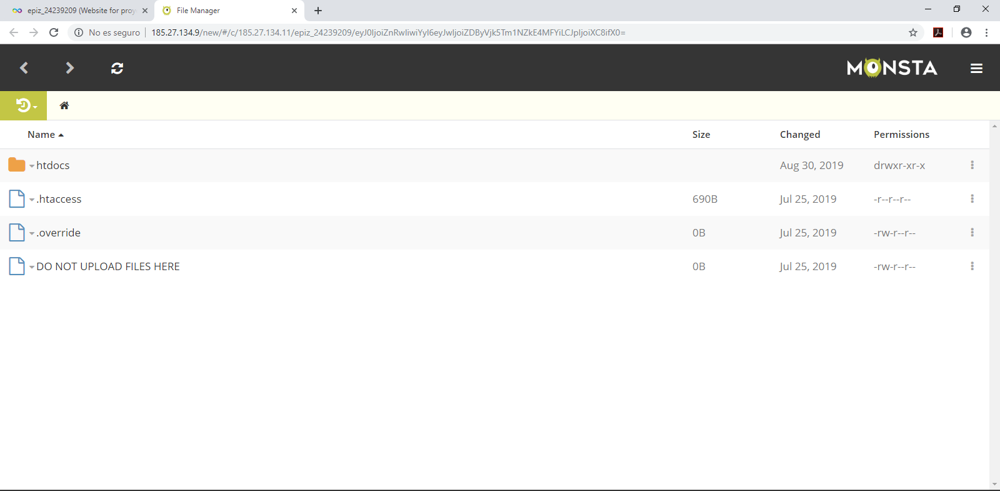 epiz_24239209 (Website for proy
File Manager
No es seguro
185.27.134.9/new/#/c/185.27.134.11/epiz_24239209/eyJ0IjoiZnRwIiwiYyI6eyJwIjoiZDByVjk5Tm1NZkE4MFYiLCJpIjoiXC8ifX0=
MONSTA
Name Size Changed Permissions
htdocs Aug 30, 2019 drwxr-xr-x
.htaccess 690B Jul 25, 2019 -r--r--r--
.override 0B Jul 25, 2019 -rw-r--r--
DO NOT UPLOAD FILES HERE 0B Jul 25, 2019 -rw-r--r--